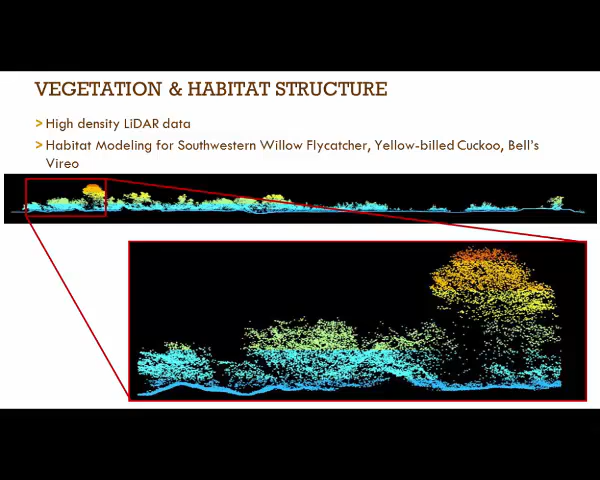 VEGETATION & HABITAT STRUCTURE
> High density LiDAR data
> Habitat Modeling for Southwestern Willow Flycatcher, Yellow-billed Cuckoo, Bell's
Vireo